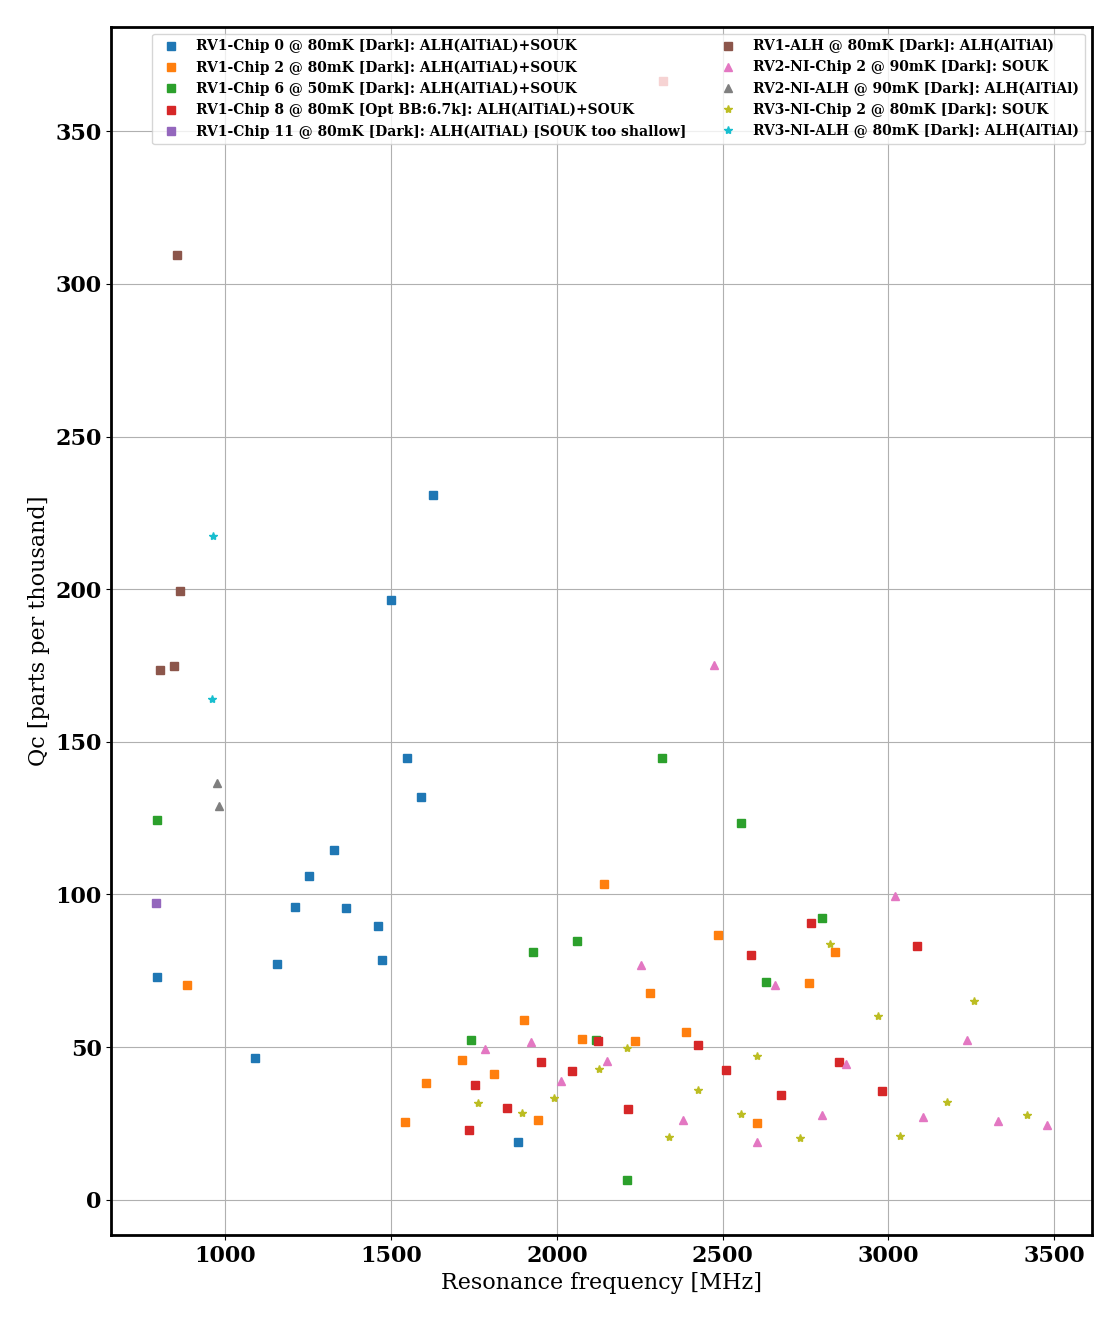 RV1-Chip 0 @ 80mK [Dark]: ALH(AlTiAL)+SOUK
RV1-Chip 2 @ 80mK [Dark]: ALH(AlTiAL)+SOUK
RV1-Chip 6 @ 50mK [Dark]: ALH(AlTiAL)+SOUK
RV1-Chip 8 @ 80mK [Opt BB:6.7k]: ALH(AlTiAL)+SOUK
RV1-Chip 11 @ 80mK [Dark]: ALH(AlTiAL) [SOUK too shallow]
RV1-ALH @ 80mK [Dark]: ALH(AlTiAl)
RV2-NI-Chip 2 @ 90mK [Dark]: SOUK
RV2-NI-ALH @ 90mK [Dark]: ALH(AlTiAl)
RV3-NI-Chip 2 @ 80mK [Dark]: SOUK
RV3-NI-ALH @ 80mK [Dark]: ALH(AlTiAl)
350
300
250
200
150
100
50
0
Qc [parts per thousand]
1000 1500 2000 2500 3000 3500
Resonance frequency [MHz]